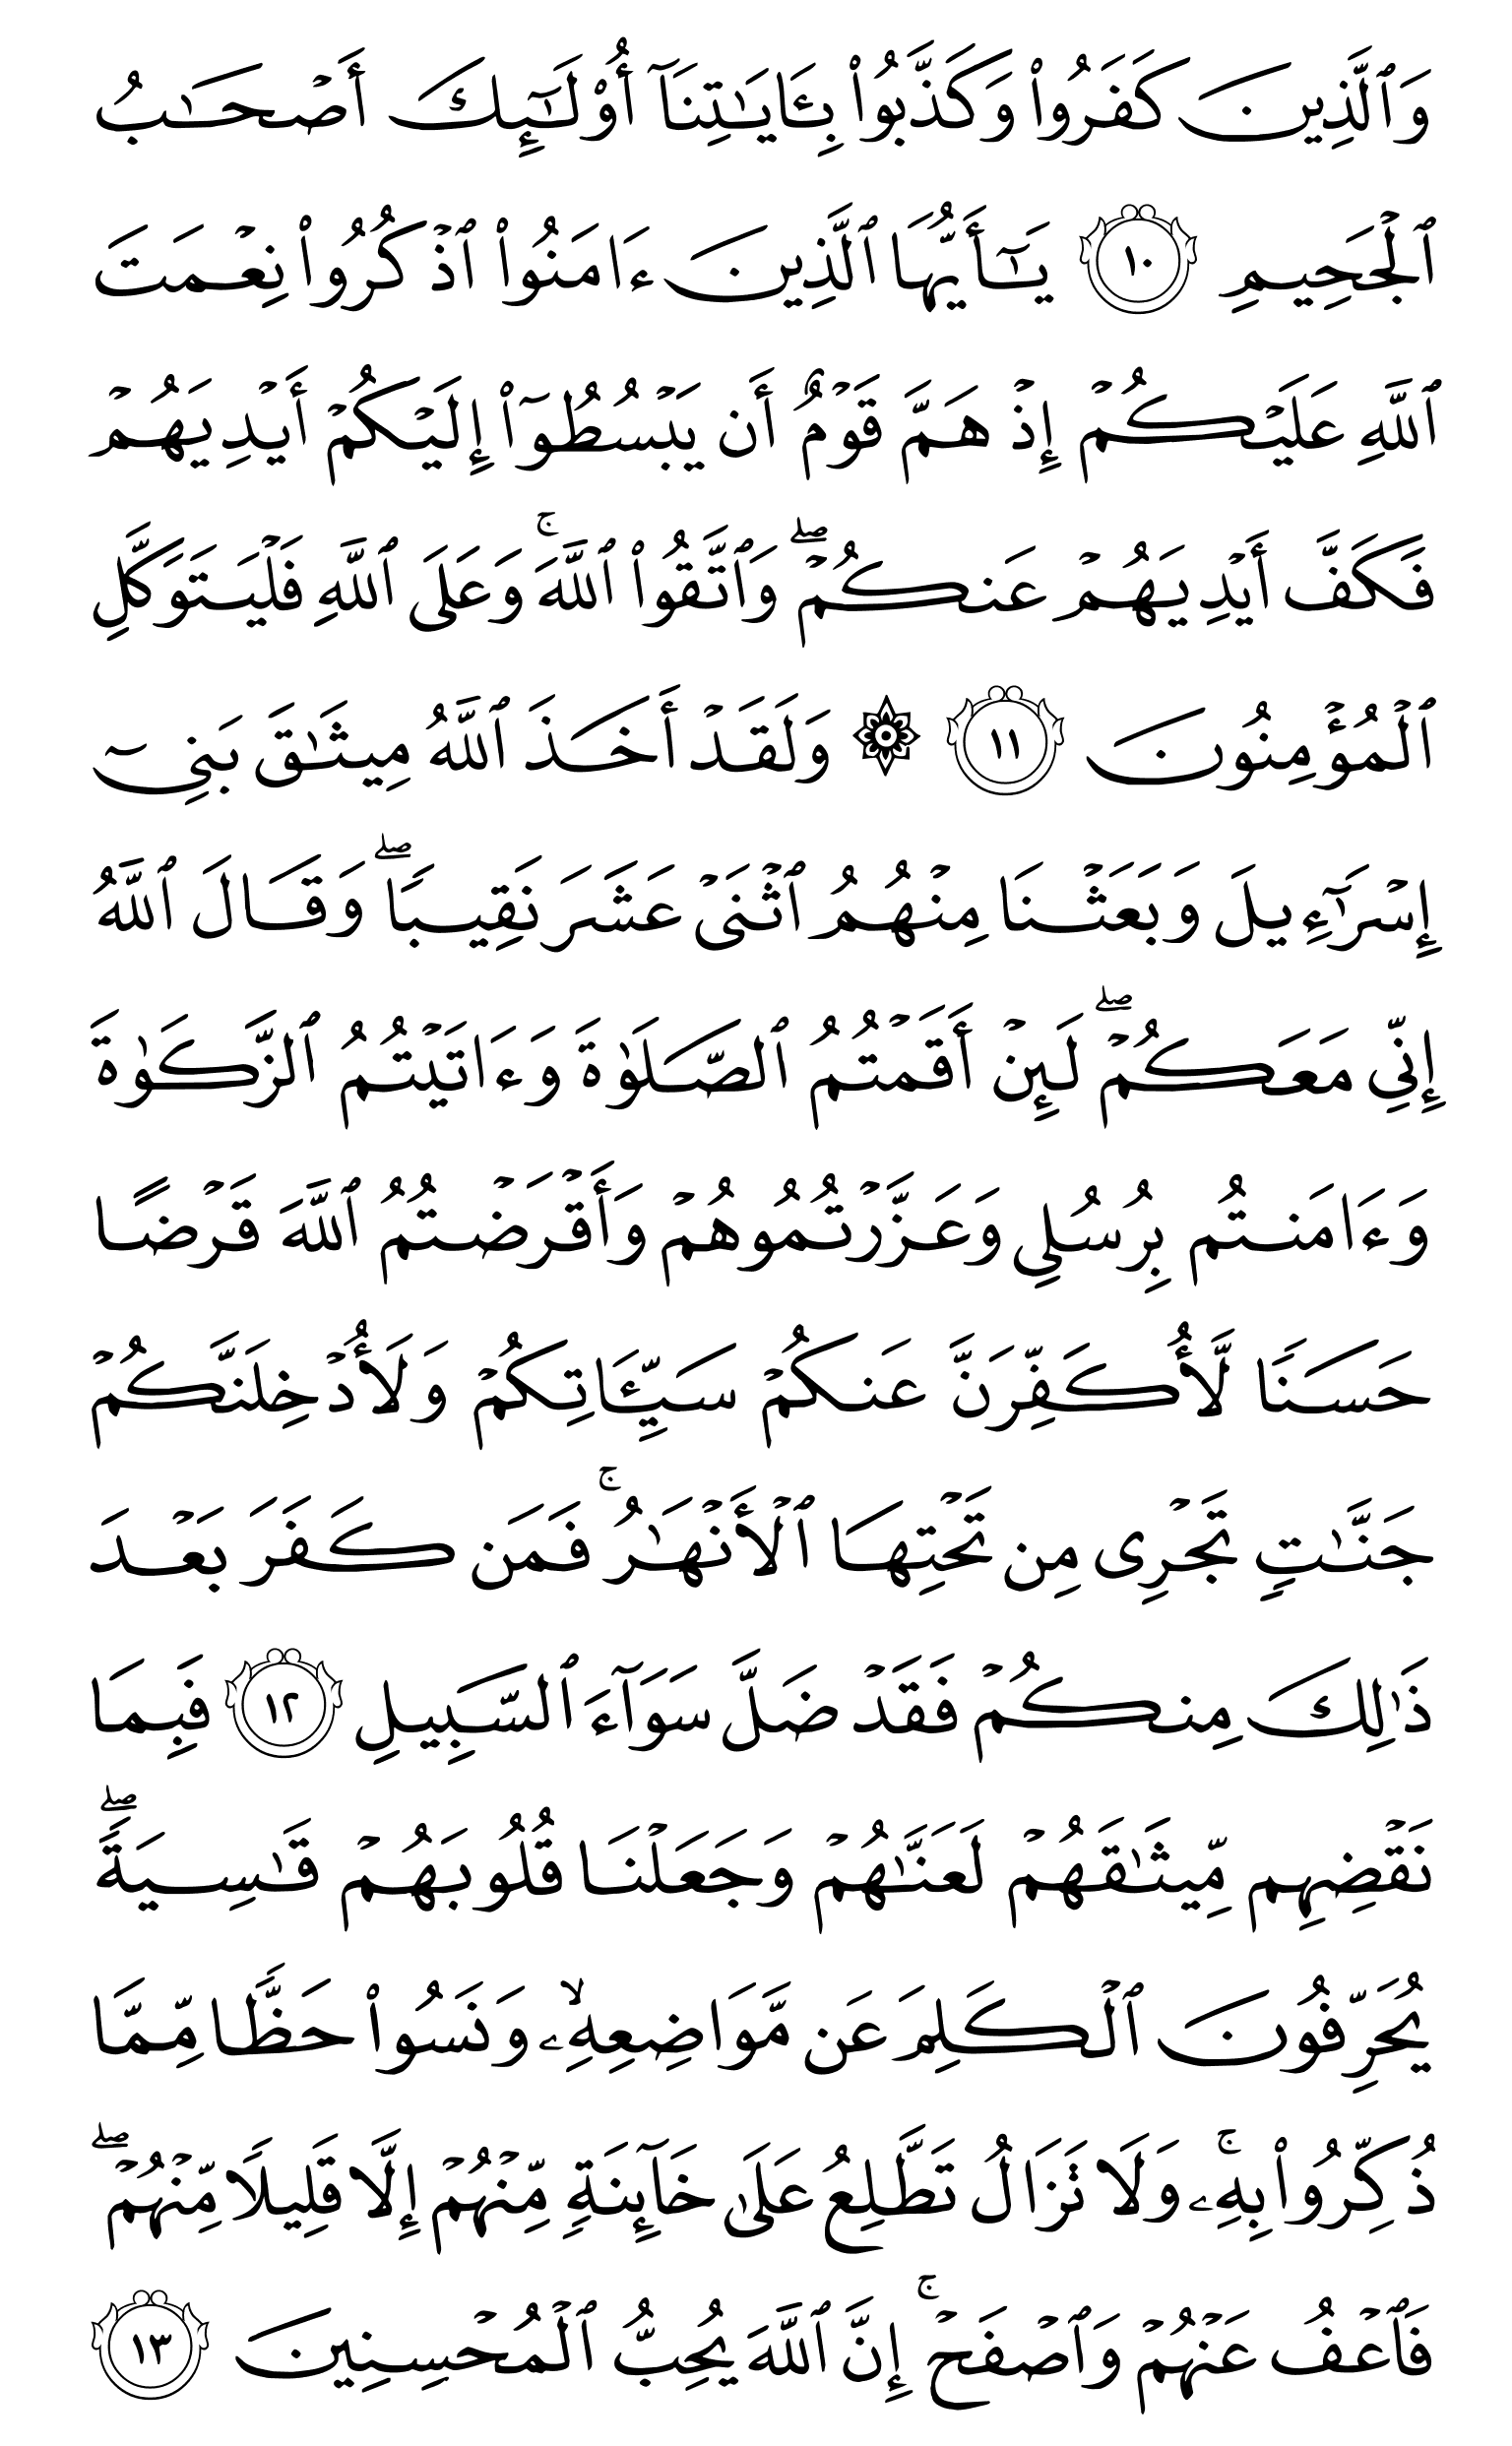 وَٱلَّذِينَ كَفَرُوا۟ وَكَذَّبُوا۟ بِـَٔايَـٰتِنَآ أُو۟لَـٰٓئِكَ أَصْحَـٰبُ
ٱلْجَحِيمِ ١٠ يَـٰٓأَيُّهَا ٱلَّذِينَ ءَامَنُوا۟ ٱذْكُرُوا۟ نِعْمَتَ
ٱللَّهِ عَلَيْكُمْ إِذْ هَمَّ قَوْمٌ أَن يَبْسُطُوٓا۟ إِلَيْكُمْ أَيْدِيَهُمْ
فَكَفَّ أَيْدِيَهُمْ عَنكُمْ ۖ وَٱتَّقُوا۟ ٱللَّهَ ۚ وَعَلَى ٱللَّهِ فَلْيَتَوَكَّلِ
ٱلْمُؤْمِنُونَ ١١ ۞ وَلَقَدْ أَخَذَ ٱللَّهُ مِيثَـٰقَ بَنِىٓ
إِسْرَٰٓءِيلَ وَبَعَثْنَا مِنْهُمُ ٱثْنَىْ عَشَرَ نَقِيبًا ۖ وَقَالَ ٱللَّهُ
إِنِّى مَعَكُمْ ۖ لَئِنْ أَقَمْتُمُ ٱلصَّلَوٰةَ وَءَاتَيْتُمُ ٱلزَّكَوٰةَ
وَءَامَنتُم بِرُسُلِى وَعَزَّرْتُمُوهُمْ وَأَقْرَضْتُمُ ٱللَّهَ قَرْضًا
حَسَنًا لَّأُكَفِّرَنَّ عَنكُمْ سَيِّـَٔاتِكُمْ وَلَأُدْخِلَنَّكُمْ
جَنَّـٰتٍ تَجْرِى مِن تَحْتِهَا ٱلْأَنْهَـٰرُ ۚ فَمَن كَفَرَ بَعْدَ
ذَٰلِكَ مِنكُمْ فَقَدْ ضَلَّ سَوَآءَ ٱلسَّبِيلِ ١٢ فَبِمَا
نَقْضِهِم مِّيثَـٰقَهُمْ لَعَنَّـٰهُمْ وَجَعَلْنَا قُلُوبَهُمْ قَـٰسِيَةً ۖ
يُحَرِّفُونَ ٱلْكَلِمَ عَن مَّوَاضِعِهِۦ ۙ وَنَسُوا۟ حَظًّا مِّمَّا
ذُكِّرُوا۟ بِهِۦ ۚ وَلَا تَزَالُ تَطَّلِعُ عَلَىٰ خَآئِنَةٍ مِّنْهُمْ إِلَّا قَلِيلًا مِّنْهُمْ ۖ
فَٱعْفُ عَنْهُمْ وَٱصْفَحْ ۚ إِنَّ ٱللَّهَ يُحِبُّ ٱلْمُحْسِنِينَ ١٣